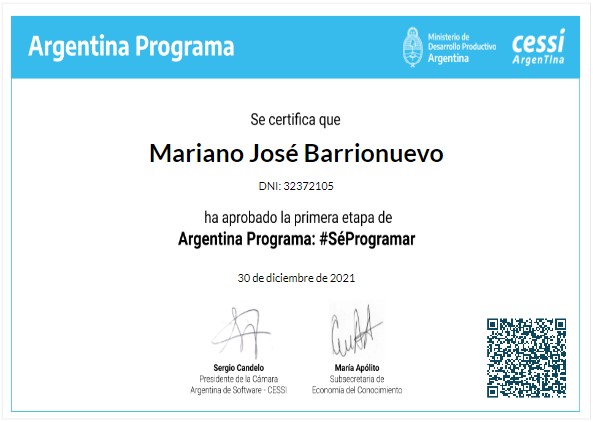 Argentina Programa
Ministerio de
Desarrollo Productivo
Argentina
cessi
ArgenTIna
Se certifica que
Mariano José Barrionuevo
DNI: 32372105
ha aprobado la primera etapa de
Argentina Programa: #SéProgramar
30 de diciembre de 2021
Sergio Candelo
Presidente de la Cámara
Argentina de Software - CESSI
María Apólito
Subsecretaria de
Economía del Conocimiento